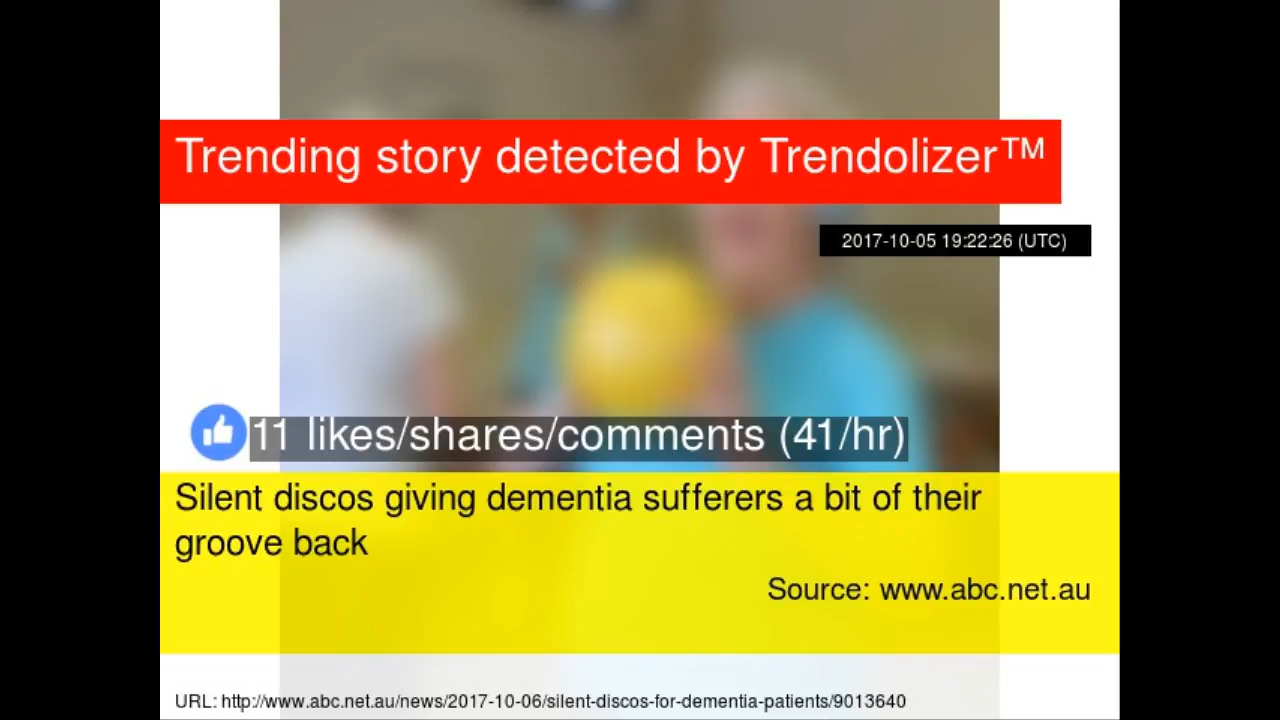 Trending story detected by Trendolizer™
2017-10-05 19:22:26 (UTC)
11 likes/shares/comments (41/hr)
Silent discos giving dementia sufferers a bit of their
groove back
Source: www.abc.net.au
URL: http://www.abc.net.au/news/2017-10-06/silent-discos-for-dementia-patients/9013640